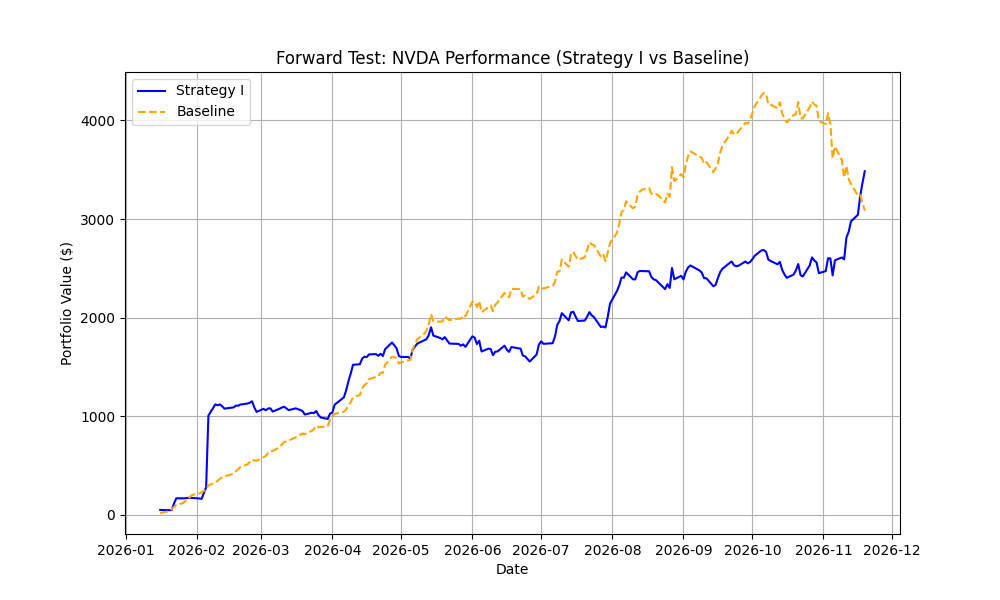 Forward Test: NVDA Performance (Strategy I vs Baseline)
Strategy I
Baseline
Portfolio Value ($)
4000
3000
2000
1000
0
2026-01 2026-02 2026-03 2026-04 2026-05 2026-06 2026-07 2026-08 2026-09 2026-10 2026-11 2026-12
Date